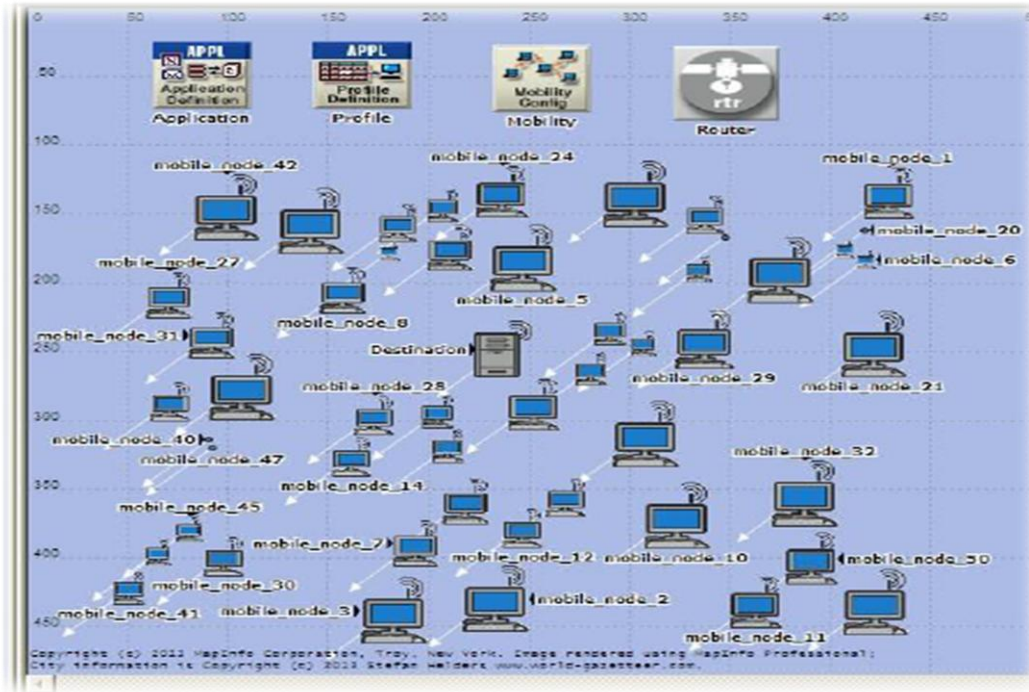 0 50 100 150 200 250 300 350 400 450
50
APPL
Application
Definition
Application
APPL
Profile
Definition
Profile
Mobility
Config
Mobility
rtr
Router
100
mobile_node_42
mobile_node_24
mobile_node_1
150
mobile_node_20
mobile_node_27
mobile_node_6
200
mobile_node_5
mobile_node_8
mobile_node_31
250
Destination
mobile_node_28
mobile_node_29
mobile_node_21
300
mobile_node_40
mobile_node_47
mobile_node_32
mobile_node_14
350
mobile_node_45
mobile_node_7
mobile_node_12
mobile_node_10
mobile_node_50
400
mobile_node_30
mobile_node_41
mobile_node_3
mobile_node_2
450
mobile_node_11
Copyright (c) 2013 MapInfo Corporation, Troy, New York. Image rendered using MapInfo Professional;
City information is Copyright (c) 2013 Stefan Helders www.world-gazetteer.com.